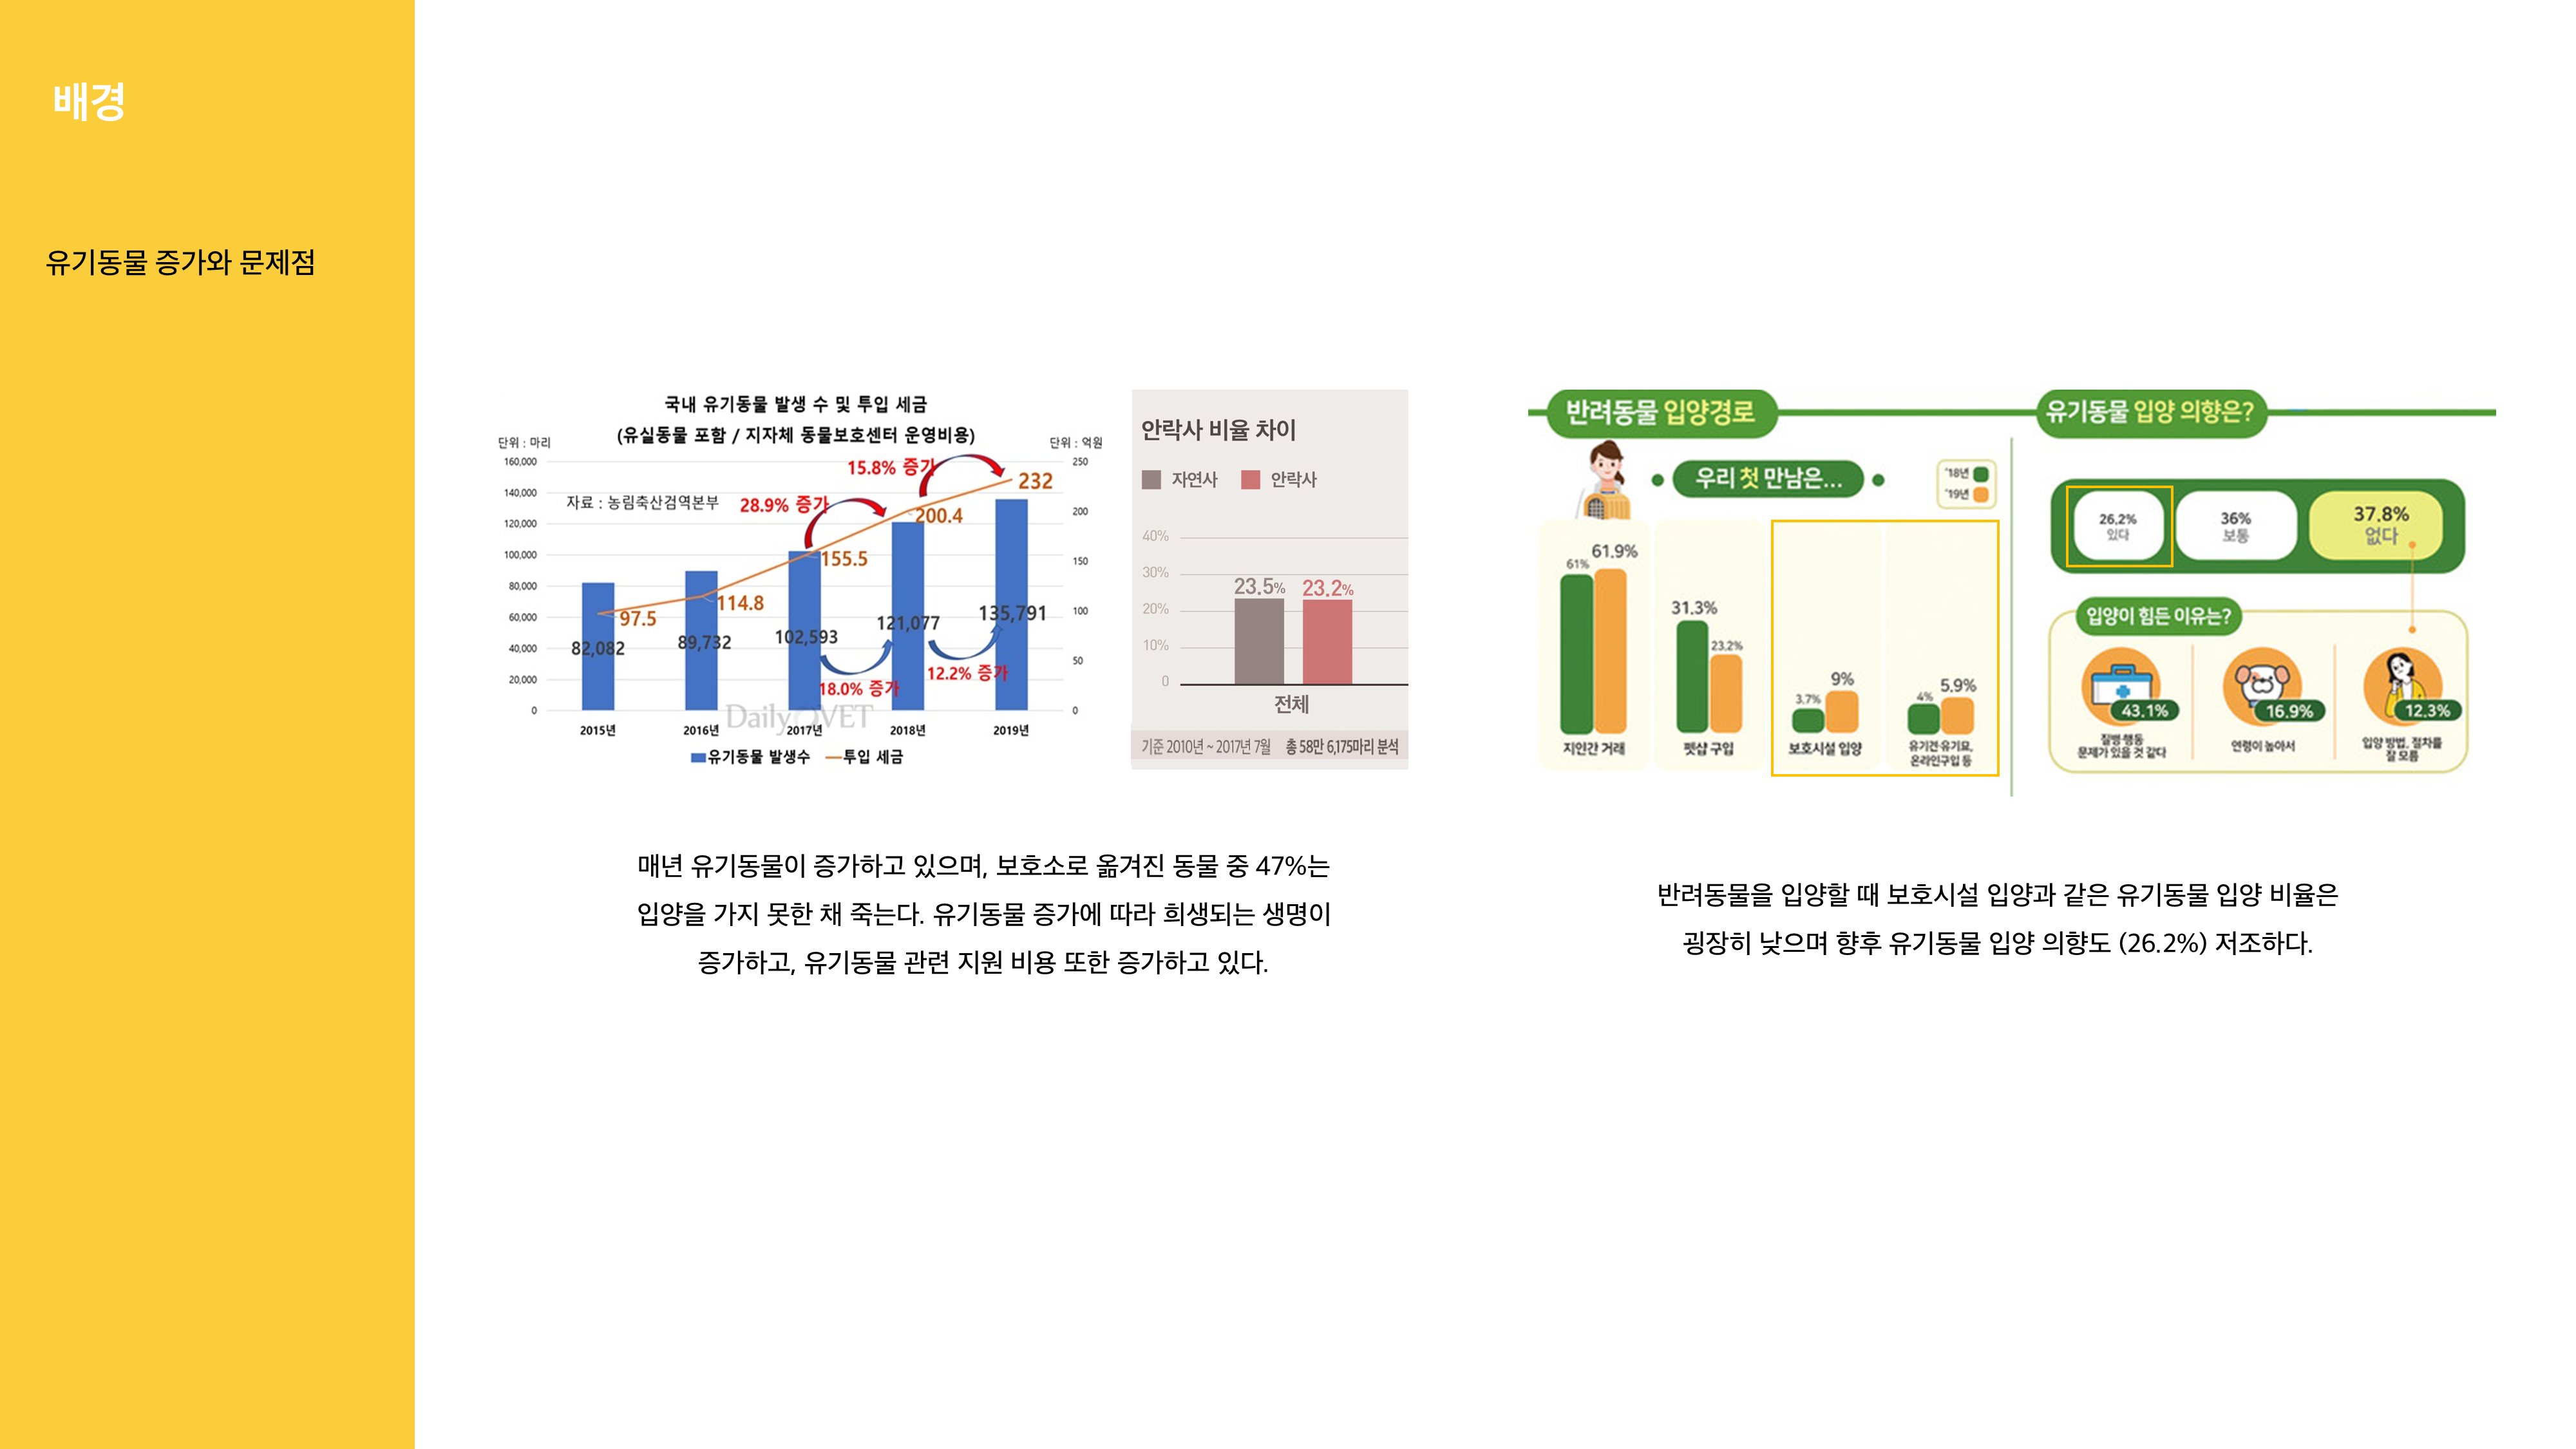 배경
유기동물 증가와 문제점
국내 유기동물 발생 수 및 투입 세금
(유실동물 포함 / 지자체 동물보호센터 운영비용)
단위 : 마리
단위 : 억원
160,000
140,000
120,000
100,000
80,000
60,000
40,000
20,000
0
250
200
150
100
50
0
자료 : 농림축산검역본부
15.8% 증가
28.9% 증가
232
200.4
155.5
114.8
97.5
82,082
89,732
102,593
121,077
135,791
18.0% 증가
12.2% 증가
DailyVET
2015년
2016년
2017년
2018년
2019년
유기동물 발생수
투입 세금
안락사 비율 차이
자연사
안락사
40%
30%
20%
10%
0
23.5%
23.2%
전체
기준 2010년 ~ 2017년 7월 총 58만 6,175마리 분석
반려동물 입양경로
우리 첫 만남은...
'18년
'19년
61%
61.9%
31.3%
23.2%
3.7%
9%
4%
5.9%
지인간 거래
펫샵 구입
보호시설 입양
유기견·유기묘,
온라인구입 등
유기동물 입양 의향은?
26.2%
있다
36%
보통
37.8%
없다
입양이 힘든 이유는?
43.1%
16.9%
12.3%
질병·행동
문제가 있을 것 같다
연령이 높아서
입양 방법, 절차를
잘 모름
매년 유기동물이 증가하고 있으며, 보호소로 옮겨진 동물 중 47%는
입양을 가지 못한 채 죽는다. 유기동물 증가에 따라 희생되는 생명이
증가하고, 유기동물 관련 지원 비용 또한 증가하고 있다.
반려동물을 입양할 때 보호시설 입양과 같은 유기동물 입양 비율은
굉장히 낮으며 향후 유기동물 입양 의향도 (26.2%) 저조하다.